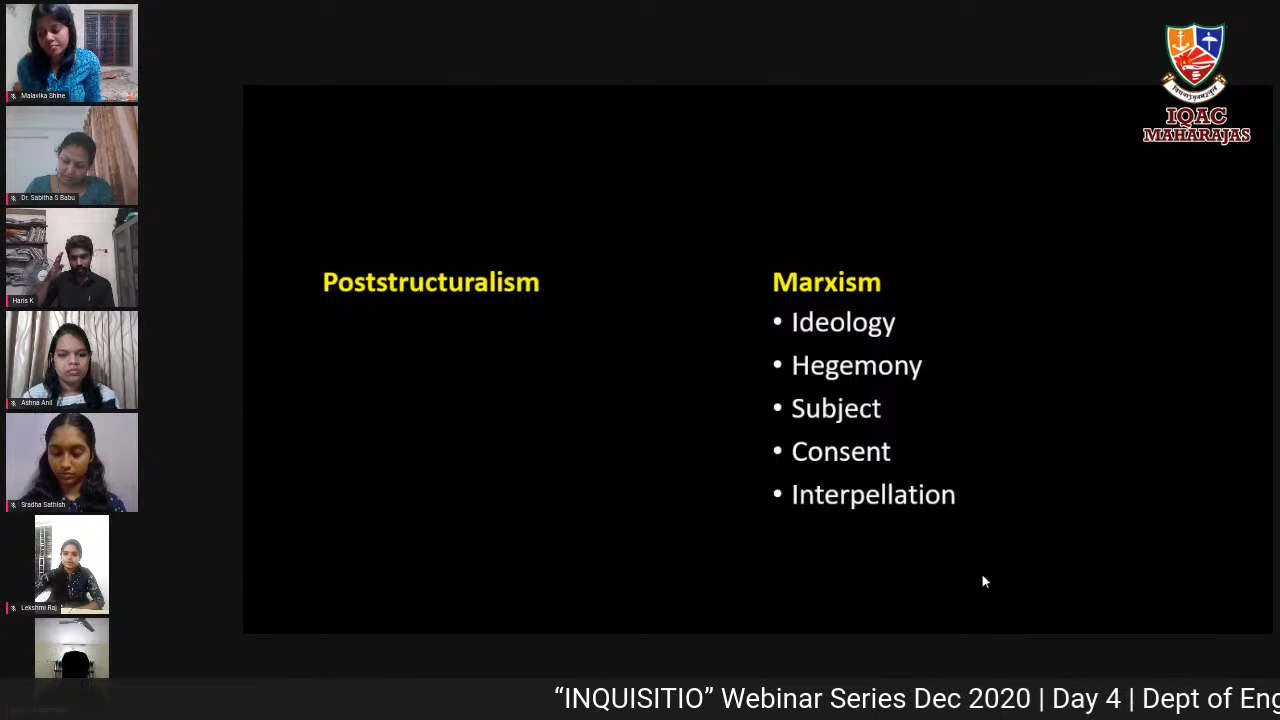 Malavika Shine
Dr. Sabitha S Babu
Haris K
Ashna Anil
Sradha Sathish
Lekshmi Raj
IQAC
MAHARAJAS
Poststructuralism
Marxism
• Ideology
• Hegemony
• Subject
• Consent
• Interpellation
“INQUISITIO” Webinar Series Dec 2020 | Day 4 | Dept of Eng